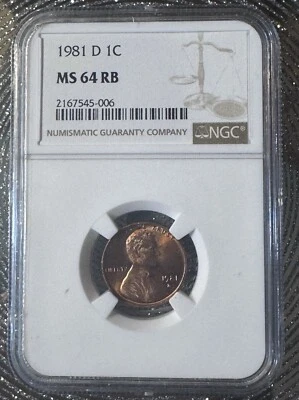 1981 D 1C
MS 64 RB
2167545-006
NUMISMATIC GUARANTY COMPANY
NGC®
LIBERTY
1981
D